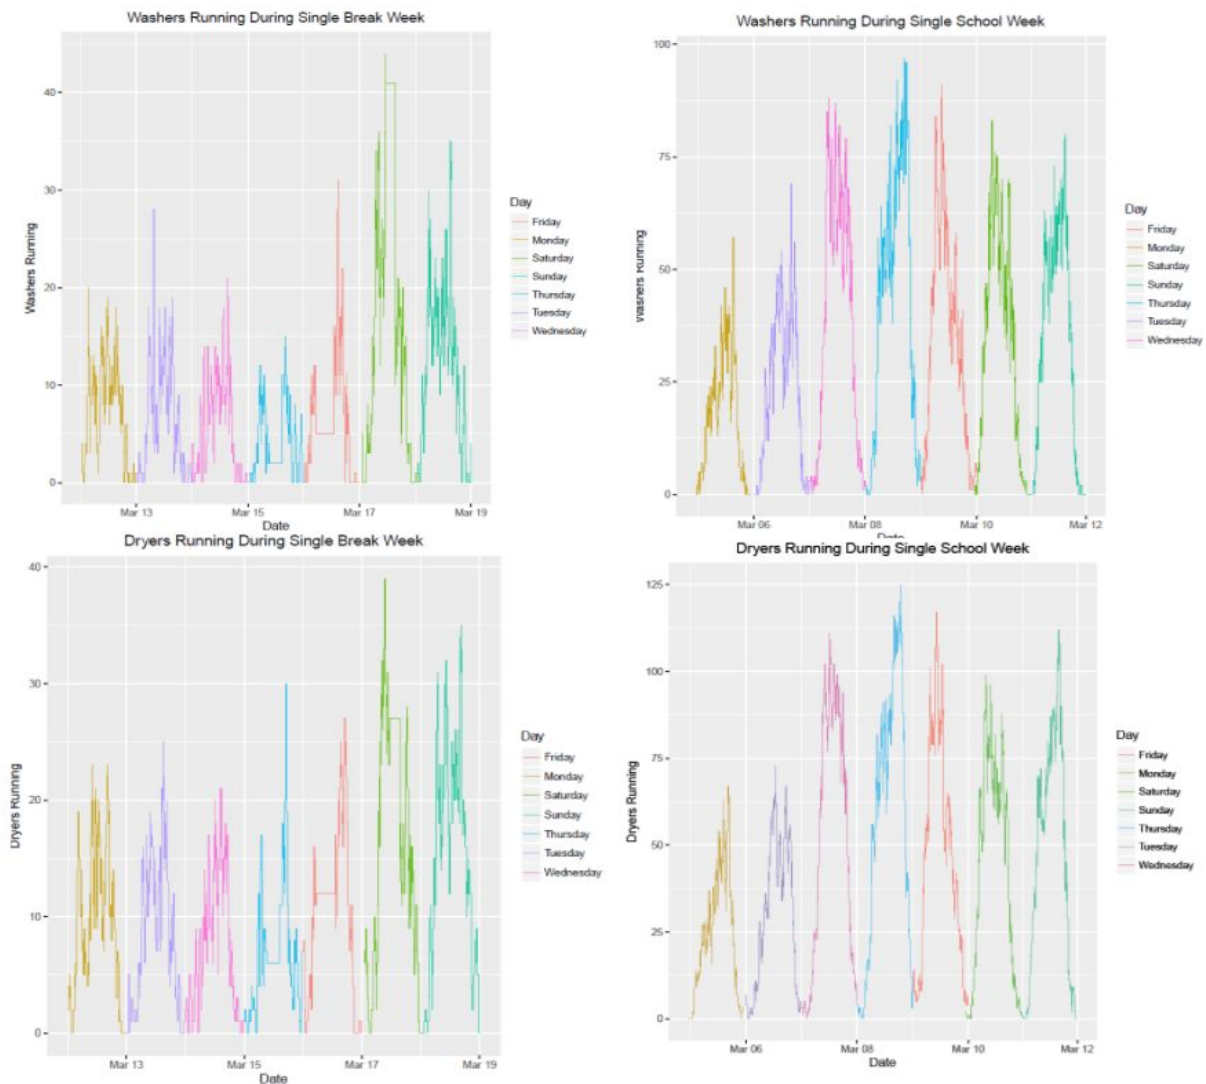 Washers Running During Single Break Week
40
30
20
10
0
Washers Running
Mar 13
Mar 15
Mar 17
Mar 19
Date
Day
Friday
Monday
Saturday
Sunday
Thursday
Tuesday
Wednesday
Washers Running During Single School Week
100
75
50
25
0
Washers Running
Mar 06
Mar 08
Mar 10
Mar 12
Date
Day
Friday
Monday
Saturday
Sunday
Thursday
Tuesday
Wednesday
Dryers Running During Single Break Week
40
30
20
10
0
Dryers Running
Mar 13
Mar 15
Mar 17
Mar 19
Date
Day
Friday
Monday
Saturday
Sunday
Thursday
Tuesday
Wednesday
Dryers Running During Single School Week
125
100
75
50
25
0
Dryers Running
Mar 06
Mar 08
Mar 10
Mar 12
Date
Day
Friday
Monday
Saturday
Sunday
Thursday
Tuesday
Wednesday